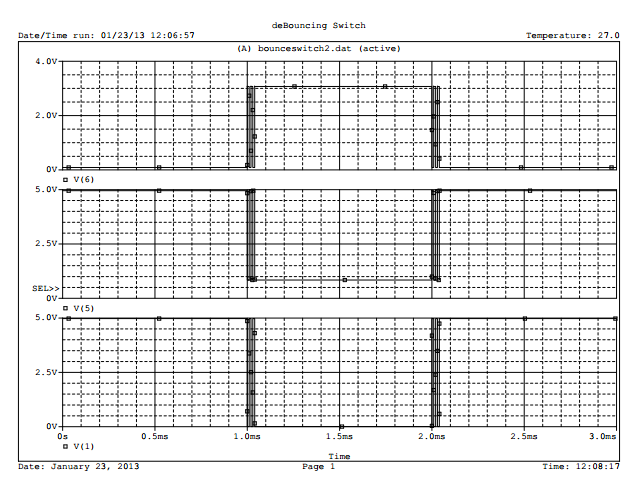 deBouncing Switch
Date/Time run: 01/23/13 12:06:57 Temperature: 27.0
(A) bounceswitch2.dat (active)
4.0V
2.0V
0V
V(6)
5.0V
2.5V
SEL>>
0V
V(5)
5.0V
2.5V
0V
0s 0.5ms 1.0ms 1.5ms 2.0ms 2.5ms 3.0ms
V(1)
Time
Date: January 23, 2013 Page 1 Time: 12:08:17